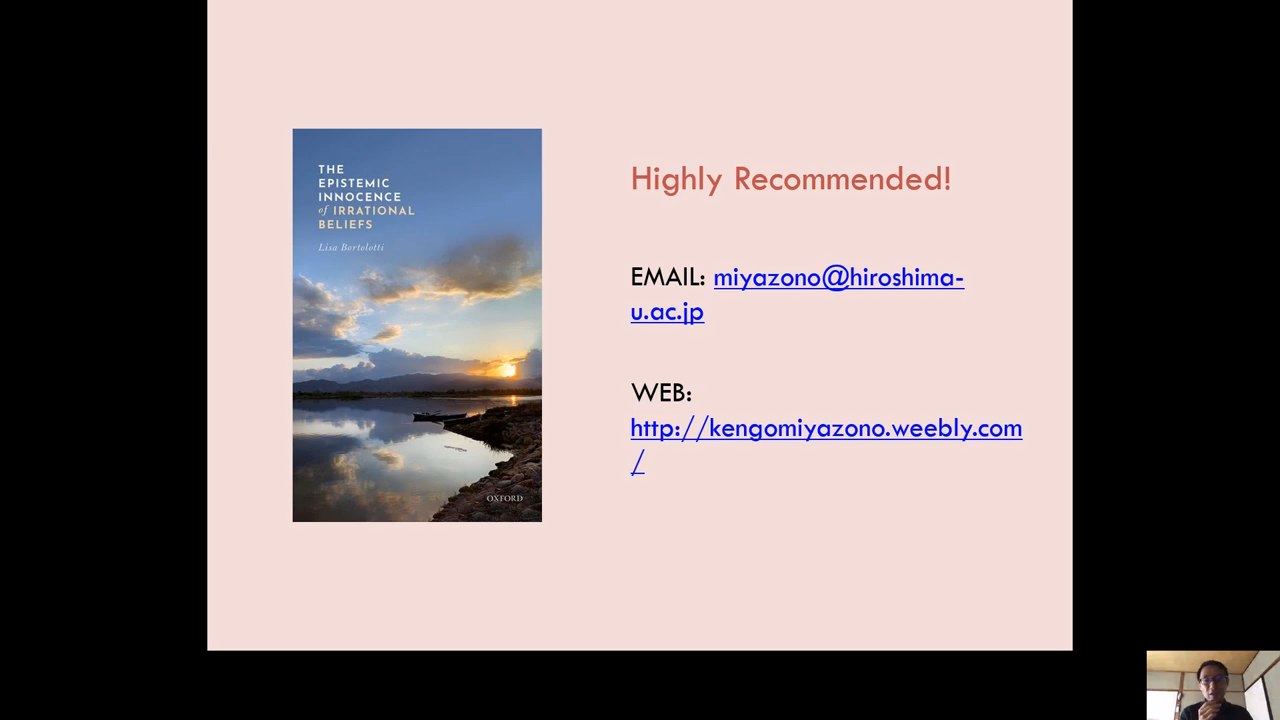 THE
EPISTEMIC
INNOCENCE
of IRRATIONAL
BELIEFS
Lisa Bortolotti
OXFORD
Highly Recommended!
EMAIL: miyazono@hiroshima-
u.ac.jp
WEB:
http://kengomiyazono.weebly.com
/